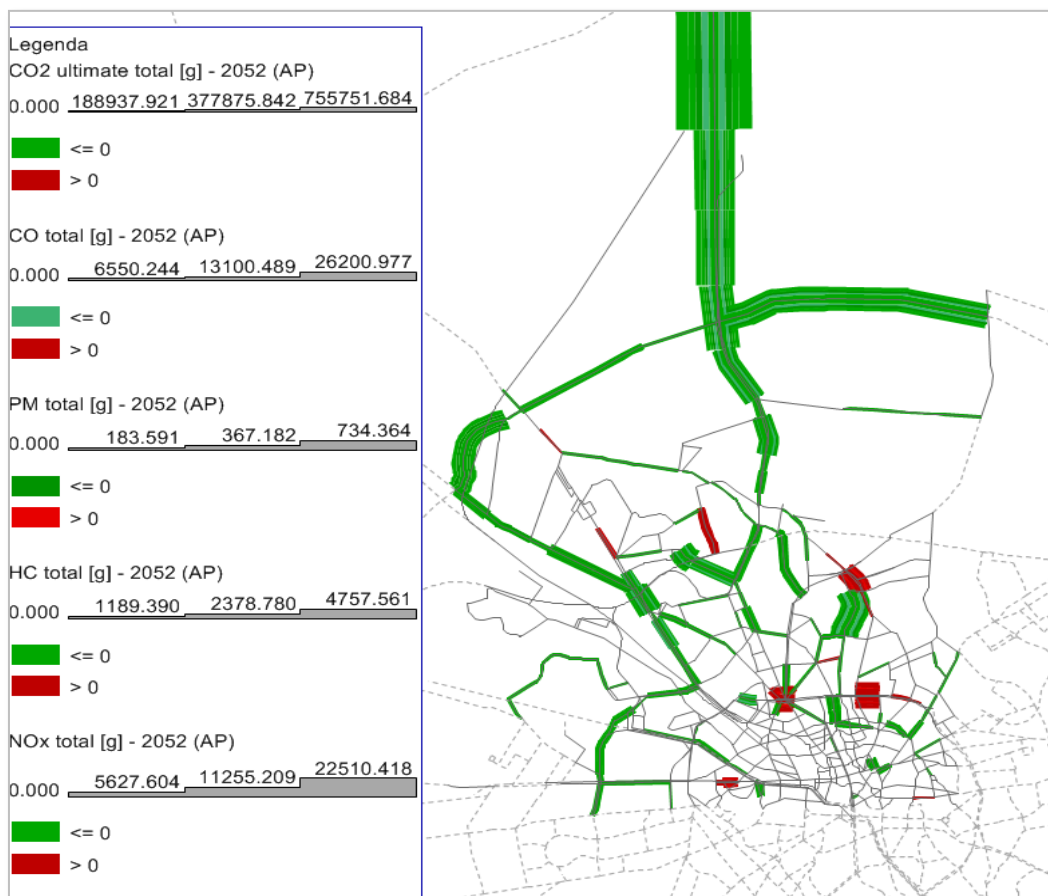 Legenda
CO2 ultimate total [g] - 2052 (AP)
0.000 188937.921 377875.842 755751.684
<= 0
> 0
CO total [g] - 2052 (AP)
0.000 6550.244 13100.489 26200.977
<= 0
> 0
PM total [g] - 2052 (AP)
0.000 183.591 367.182 734.364
<= 0
> 0
HC total [g] - 2052 (AP)
0.000 1189.390 2378.780 4757.561
<= 0
> 0
NOx total [g] - 2052 (AP)
0.000 5627.604 11255.209 22510.418
<= 0
> 0